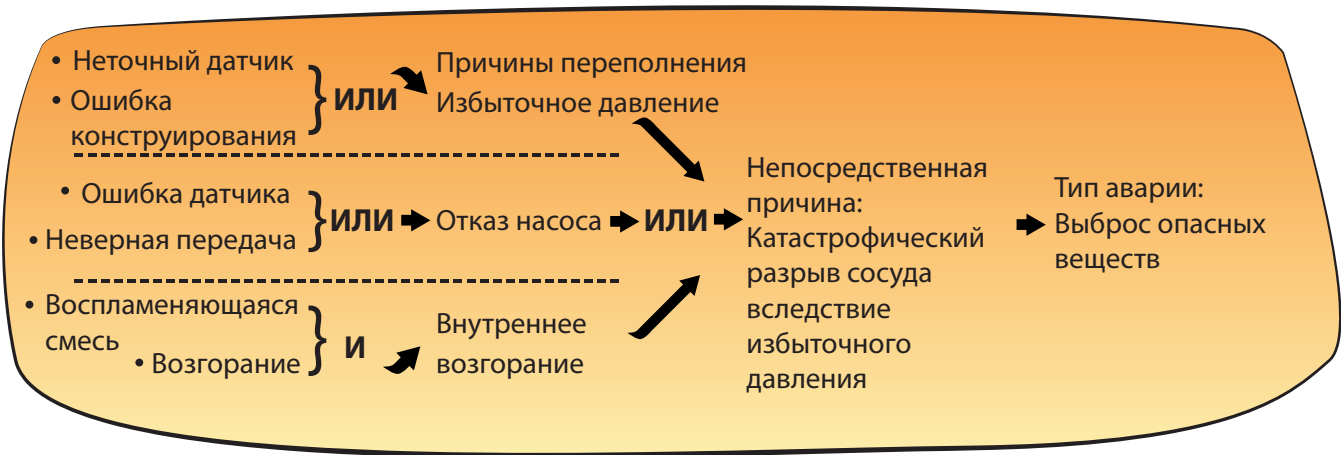 • Неточный датчик
• Ошибка
конструирования
ИЛИ
Причины переполнения
Избыточное давление
• Ошибка датчика
• Неверная передача
ИЛИ
Отказ насоса
• Воспламеняющаяся
смесь
• Возгорание
И
Внутреннее
возгорание
ИЛИ
Непосредственная
причина:
Катастрофический
разрыв сосуда
вследствие
избыточного
давления
Тип аварии:
Выброс опасных
веществ